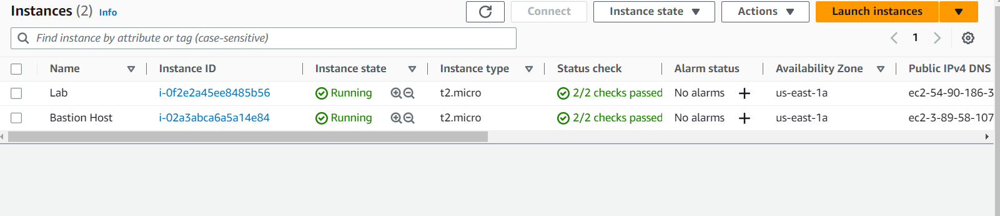 Instances (2) Info Connect Instance state Actions Launch instances
Find instance by attribute or tag (case-sensitive) 1
Name Instance ID Instance state Instance type Status check Alarm status Availability Zone Public IPv4 DNS
Lab i-0f2e2a45ee8485b56 Running t2.micro 2/2 checks passed No alarms + us-east-1a ec2-54-90-186-3
Bastion Host i-02a3abca6a5a14e84 Running t2.micro 2/2 checks passed No alarms + us-east-1a ec2-3-89-58-107